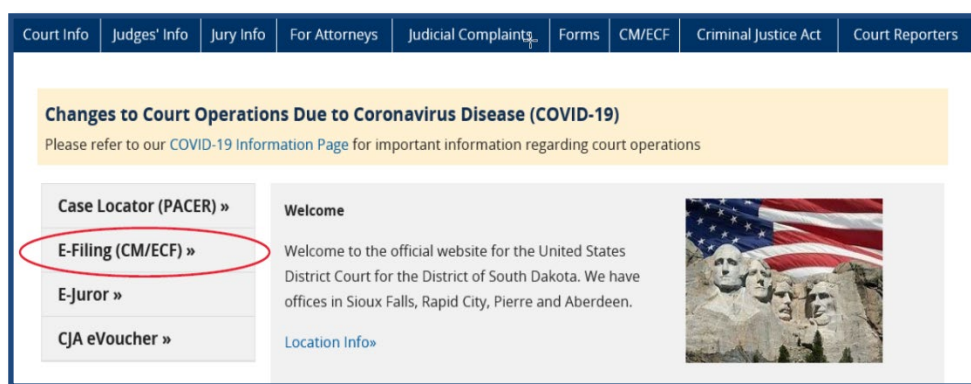 Court Info Judges' Info Jury Info For Attorneys Judicial Complaints Forms CM/ECF Criminal Justice Act Court Reporters
Changes to Court Operations Due to Coronavirus Disease (COVID-19)
Please refer to our COVID-19 Information Page for important information regarding court operations
Case Locator (PACER) »
E-Filing (CM/ECF) »
E-Juror »
CJA eVoucher »
Welcome
Welcome to the official website for the United States
District Court for the District of South Dakota. We have
offices in Sioux Falls, Rapid City, Pierre and Aberdeen.
Location Info»